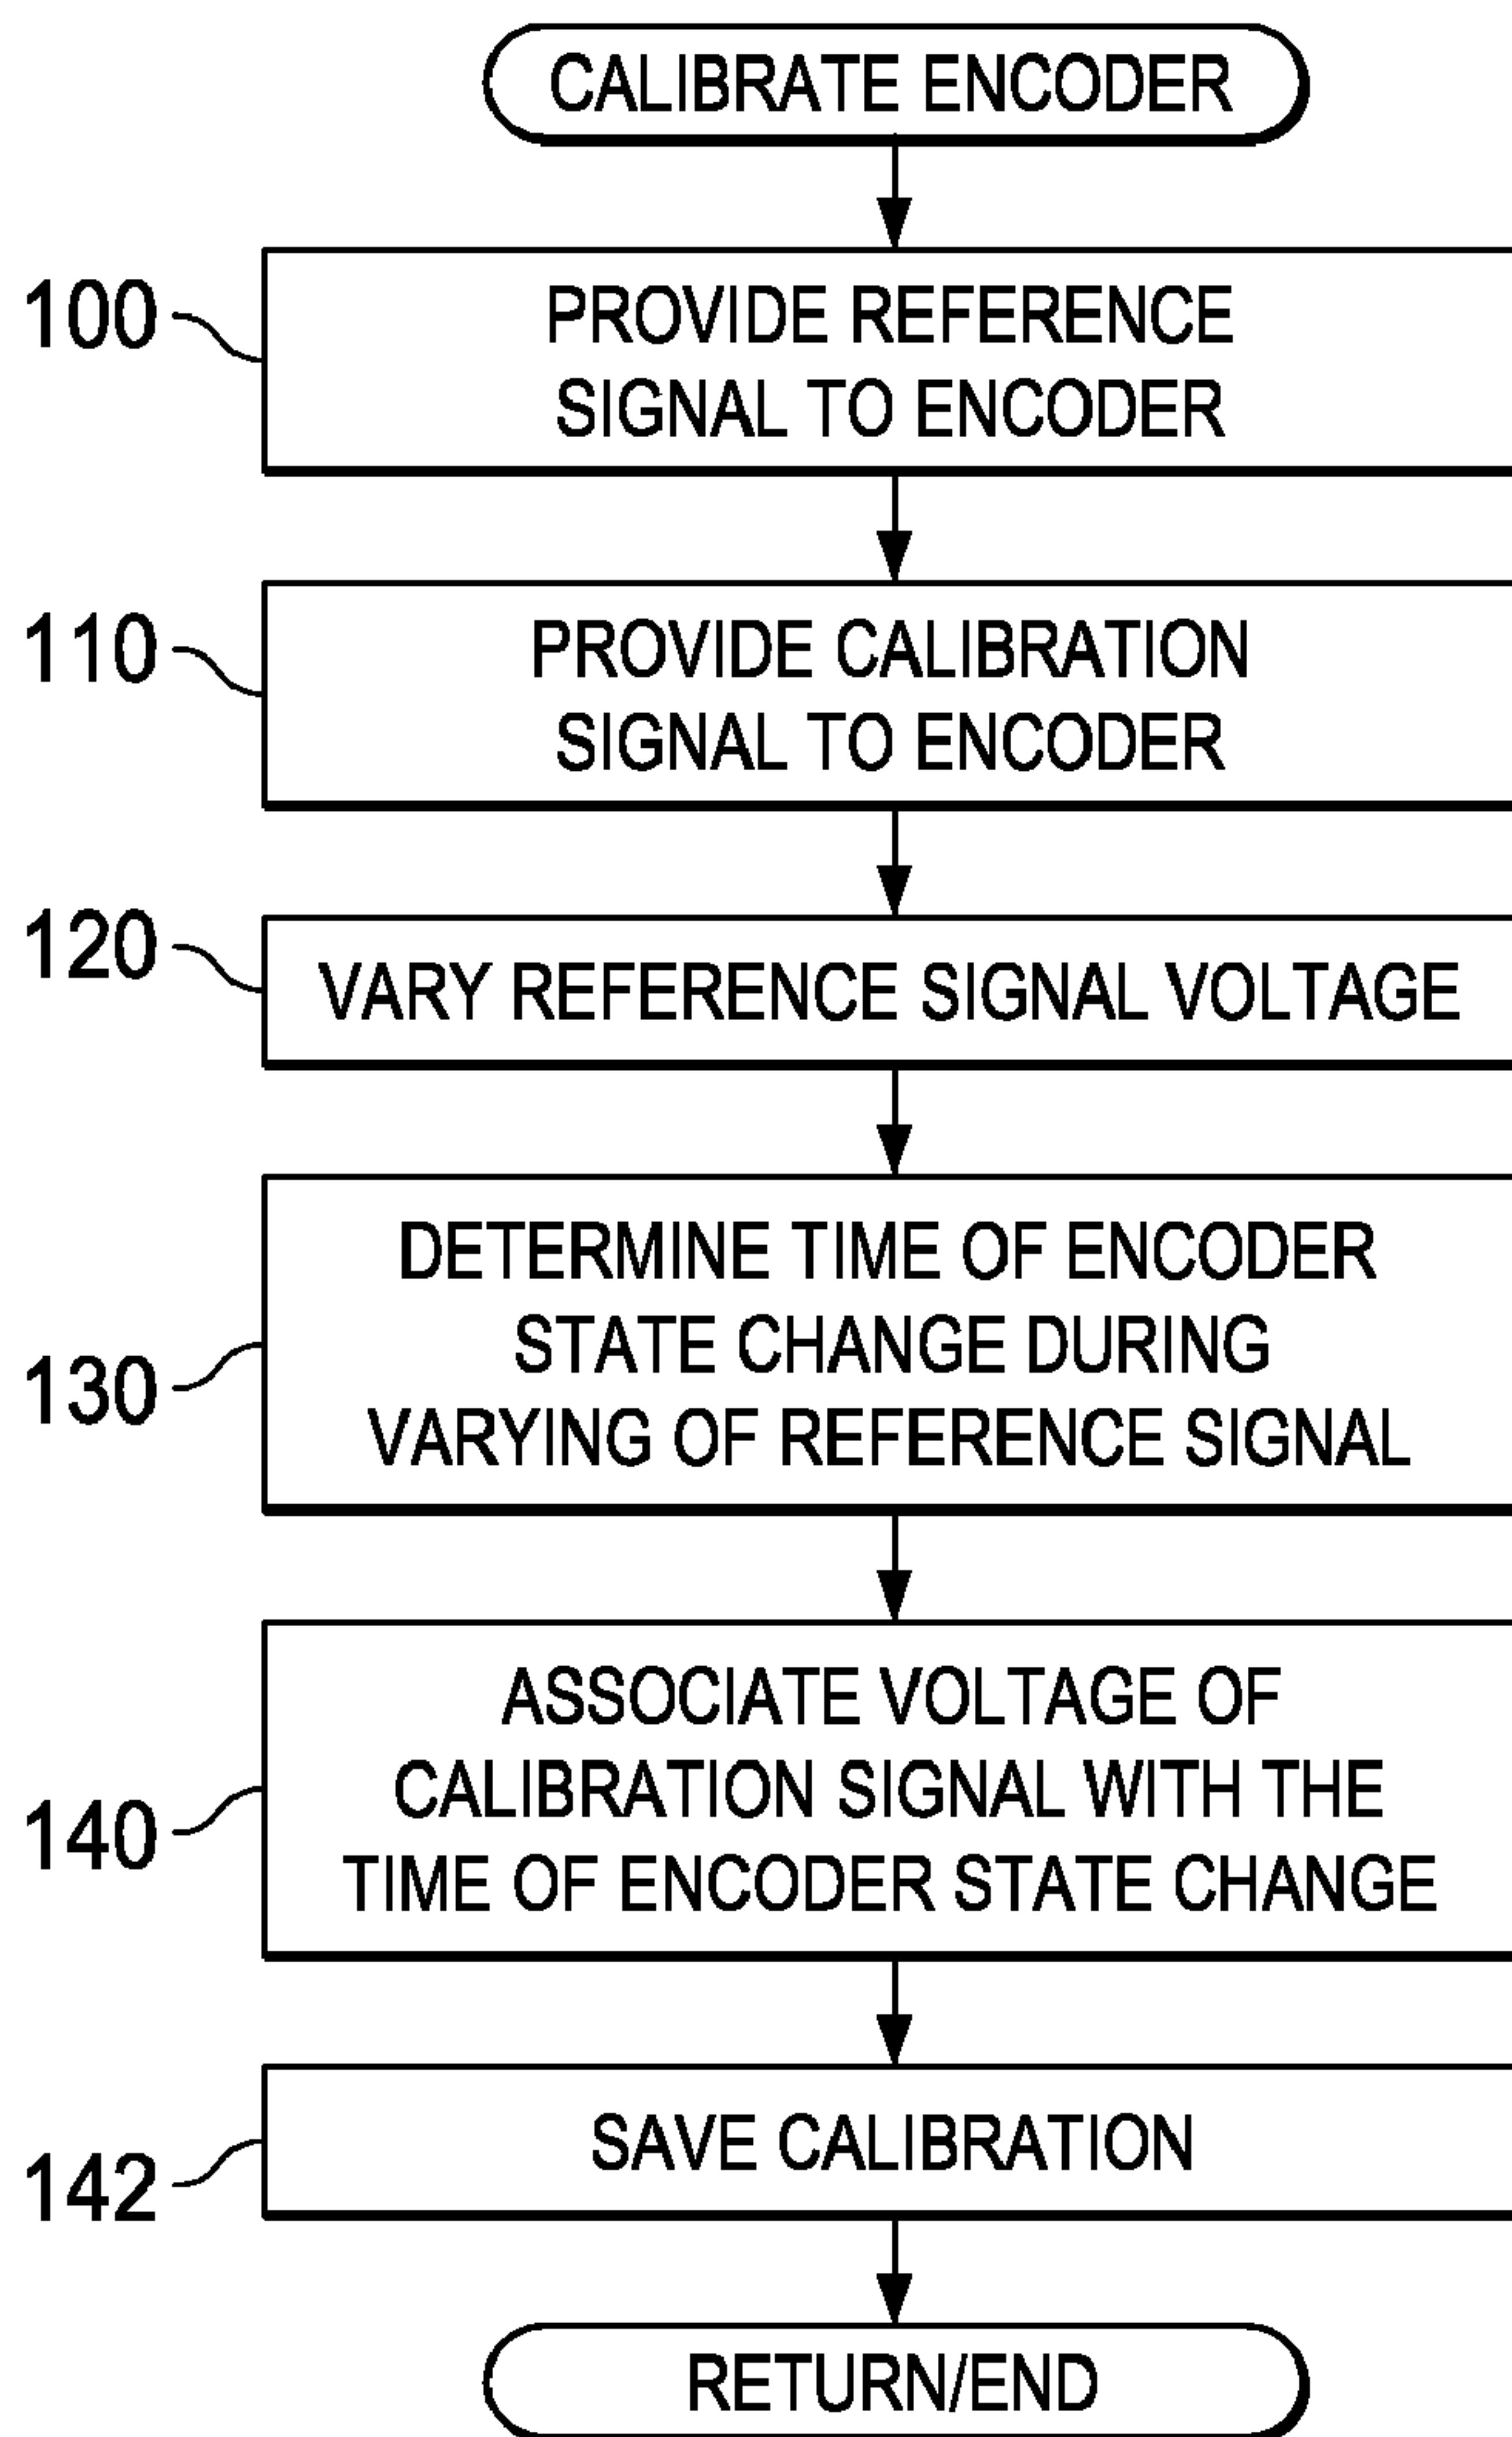 CALIBRATE ENCODER
100
PROVIDE REFERENCE
SIGNAL TO ENCODER
110
PROVIDE CALIBRATION
SIGNAL TO ENCODER
120
VARY REFERENCE SIGNAL VOLTAGE
130
DETERMINE TIME OF ENCODER
STATE CHANGE DURING
VARYING OF REFERENCE SIGNAL
140
ASSOCIATE VOLTAGE OF
CALIBRATION SIGNAL WITH THE
TIME OF ENCODER STATE CHANGE
142
SAVE CALIBRATION
RETURN/END